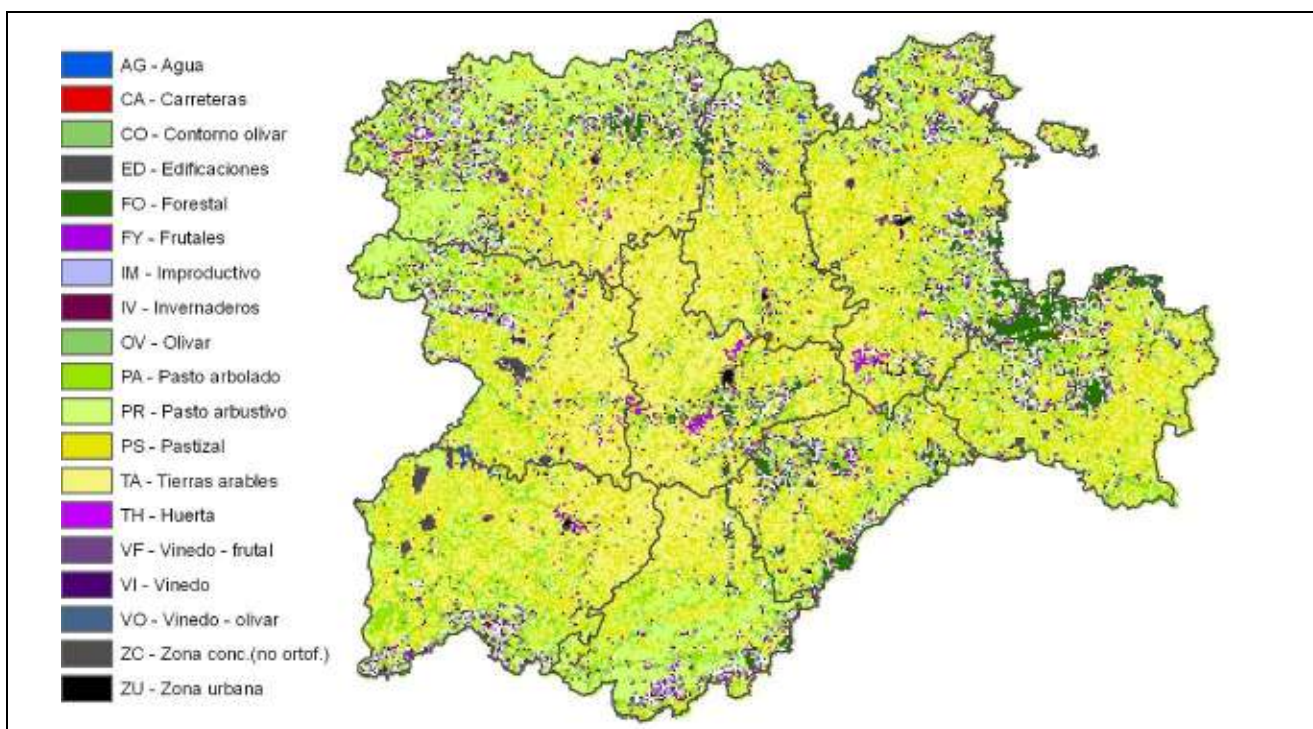 AG - Agua
CA - Carreteras
CO - Contorno olivar
ED - Edificaciones
FO - Forestal
FY - Frutales
IM - Improductivo
IV - Invernaderos
OV - Olivar
PA - Pasto arbolado
PR - Pasto arbustivo
PS - Pastizal
TA - Tierras arables
TH - Huerta
VF - Vinedo - frutal
VI - Vinedo
VO - Vinedo - olivar
ZC - Zona conc.(no ortof.)
ZU - Zona urbana